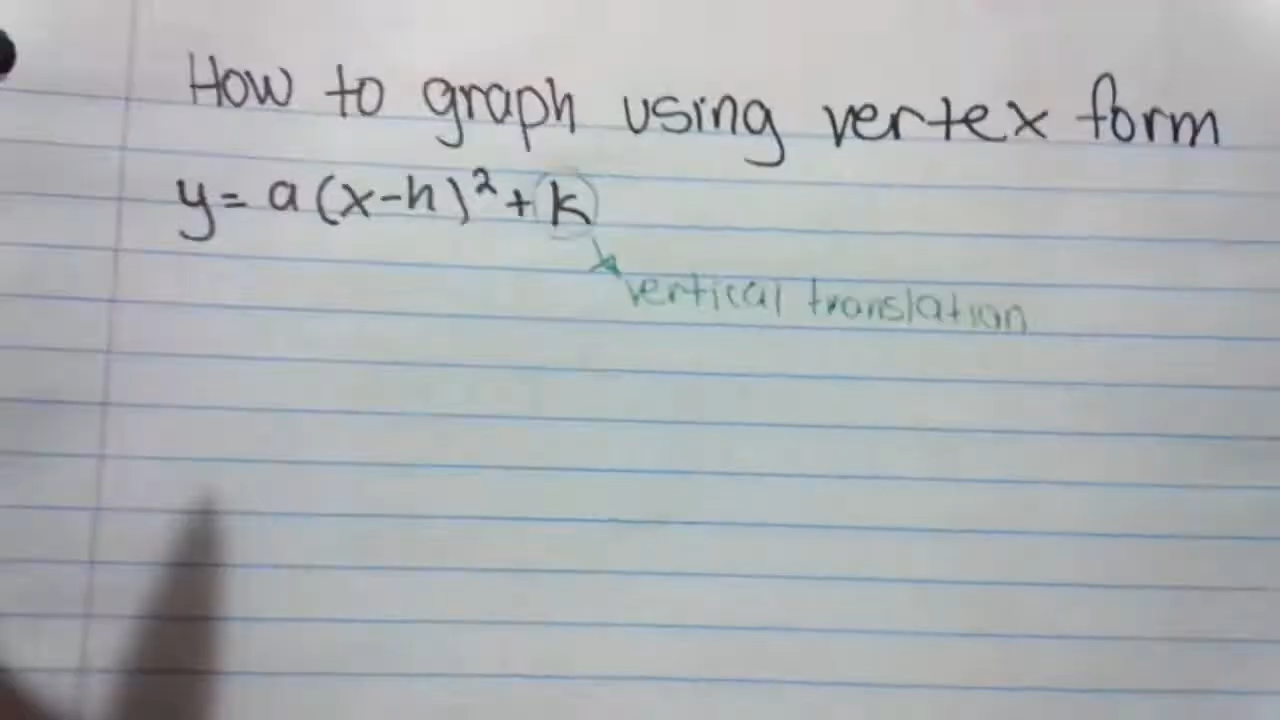 How to graph using vertex form
y = a(x-h)² + k
vertical translation